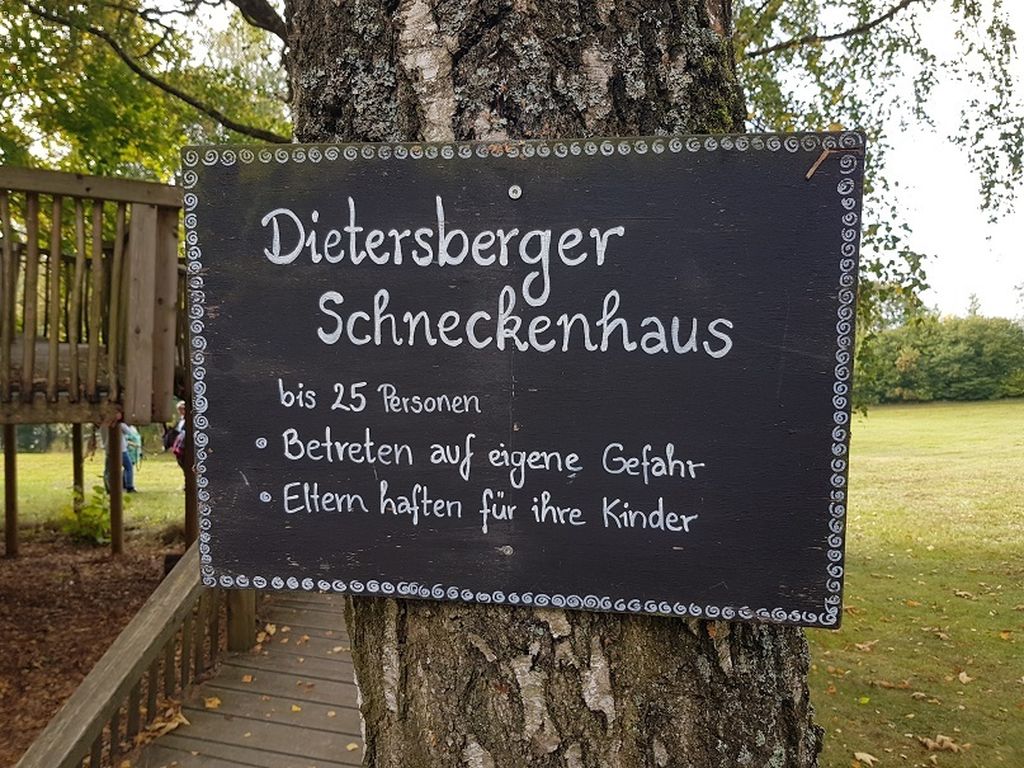 Dietersberger
Schneckenhaus
bis 25 Personen
• Betreten auf eigene Gefahr
• Eltern haften für ihre Kinder